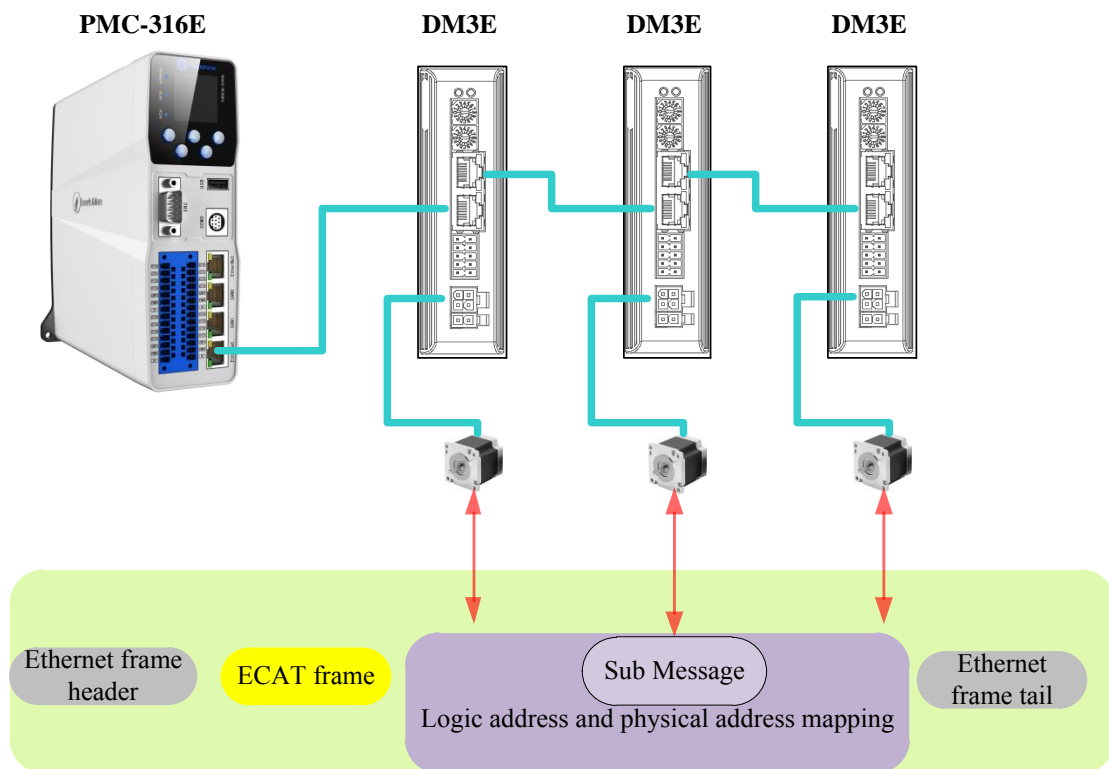 PMC-316E
DM3E
DM3E
DM3E
Ethernet frame
header
ECAT frame
Sub Message
Logic address and physical address mapping
Ethernet
frame tail